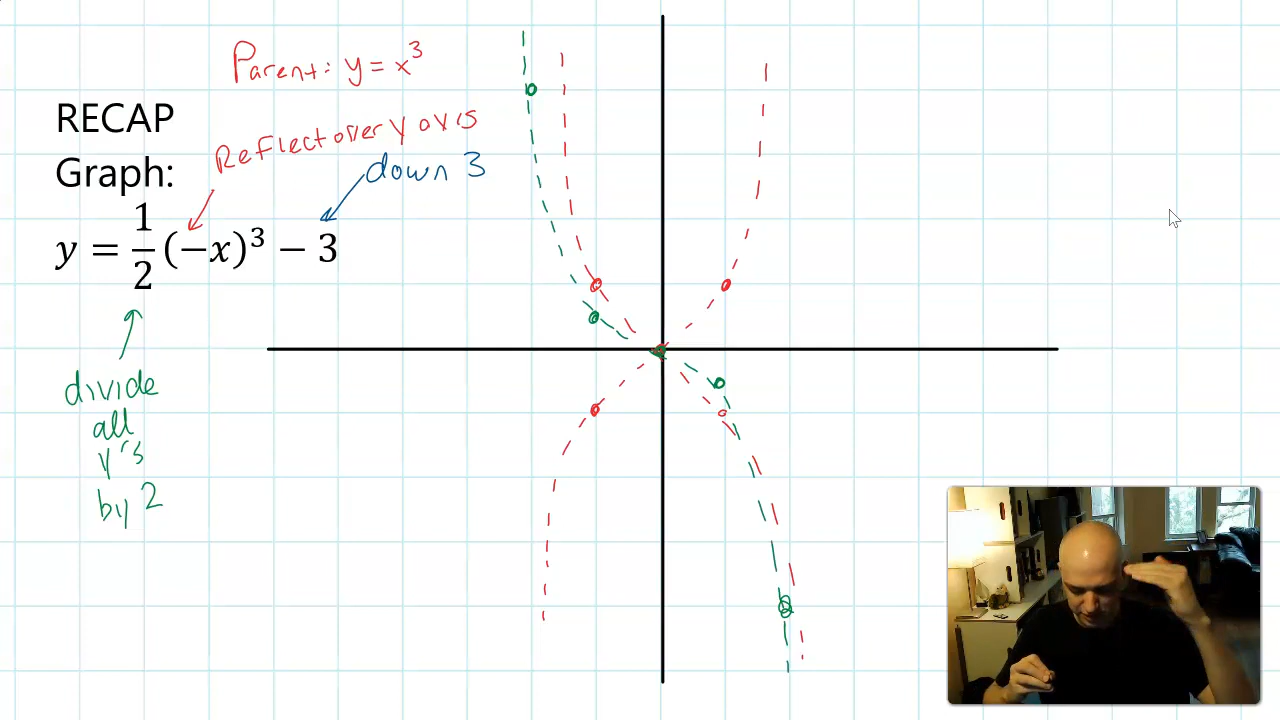 Parent: y = x³
RECAP
Reflect over y axis
Graph:
down 3
y = 1/2 (−x)³ − 3
divide
all
y's
by 2